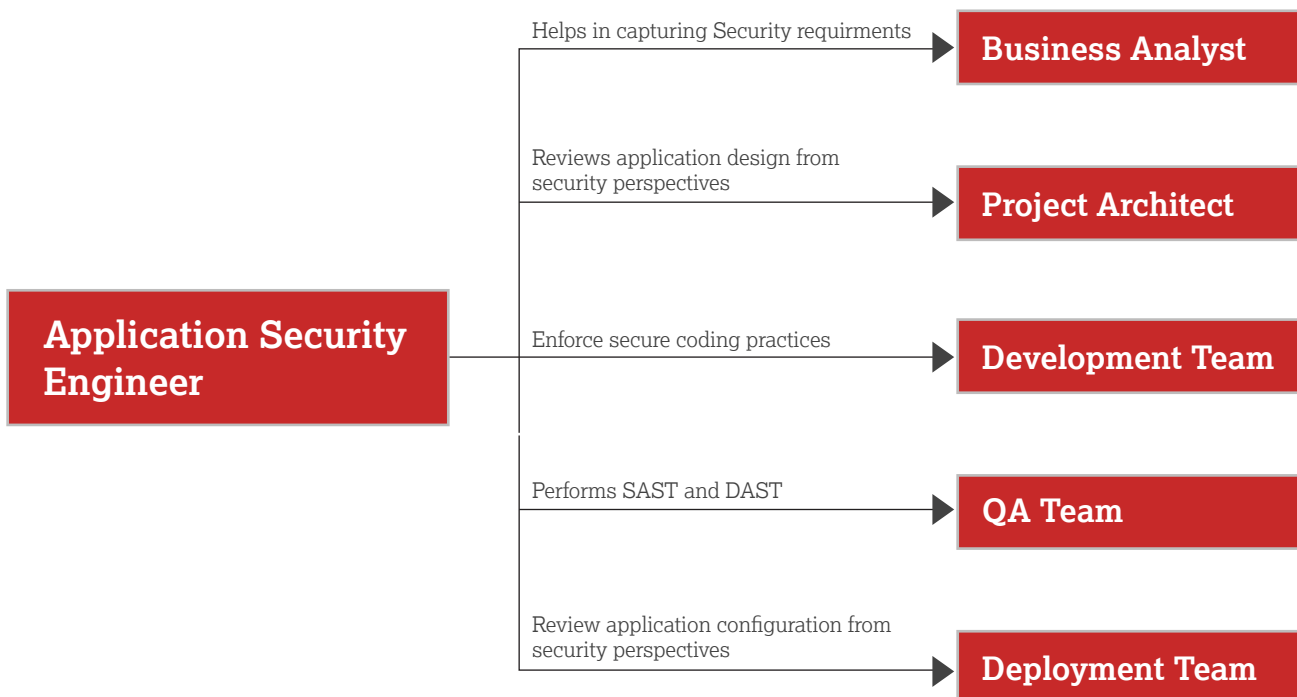 Helps in capturing Security requirments
Business Analyst
Reviews application design from
security perspectives
Project Architect
Application Security
Engineer
Enforce secure coding practices
Development Team
Performs SAST and DAST
QA Team
Review application configuration from
security perspectives
Deployment Team